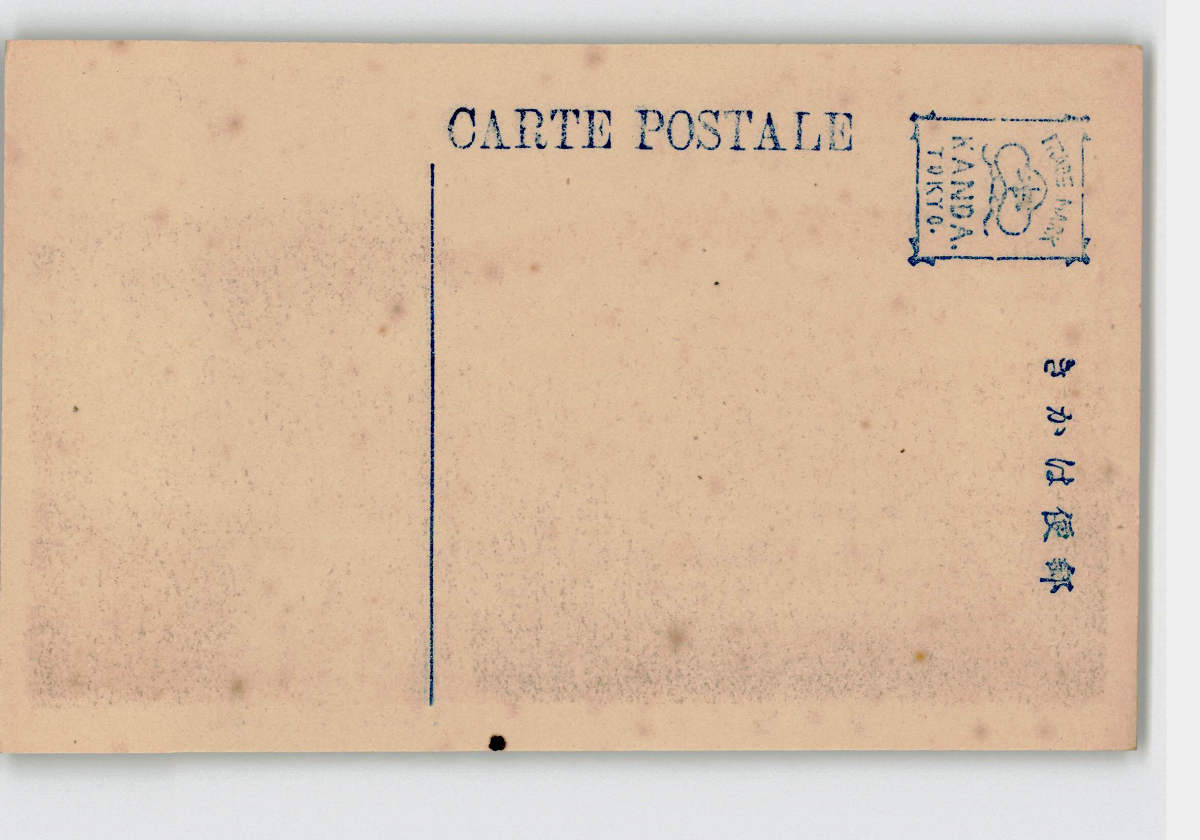 CARTE POSTALE
TRADE MARK
KANDA.
TOKYO.
郵便はかき